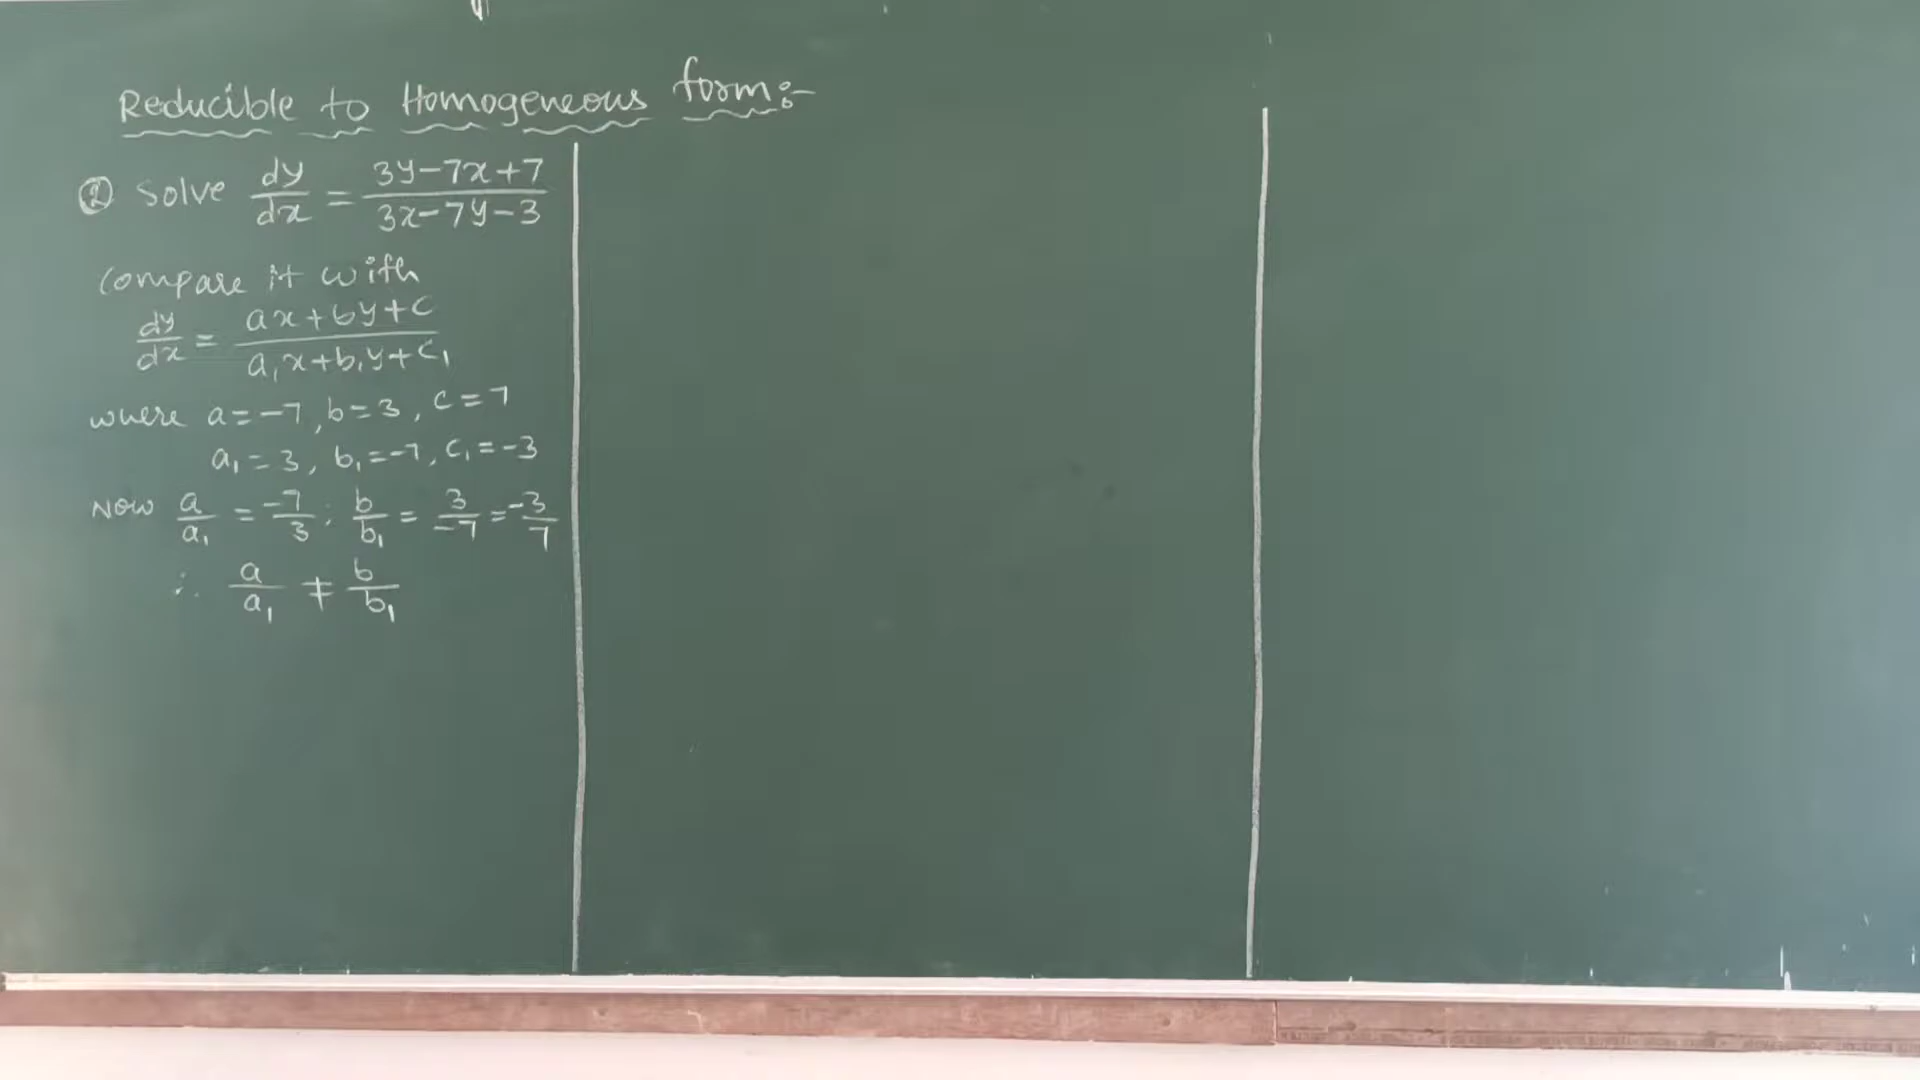 Reducible to Homogeneous form:-
② Solve dy/dx = (3y-7x+7)/(3x-7y-3)
Compare it with
dy/dx = (ax+by+c)/(a₁x+b₁y+c₁)
where a=-7, b=3, c=7
a₁=3, b₁=-7, c₁=-3
Now a/a₁ = -7/3; b/b₁ = 3/-7 = -3/7
∴ a/a₁ ≠ b/b₁